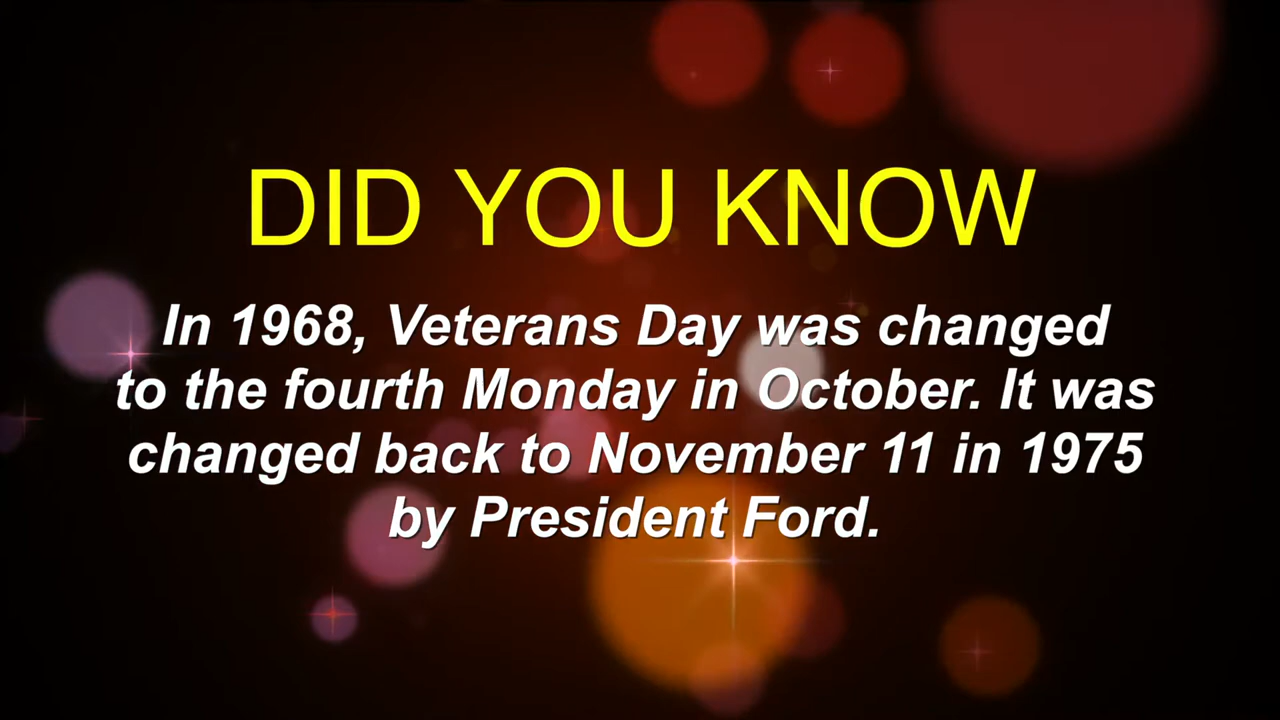 DID YOU KNOW
In 1968, Veterans Day was changed
to the fourth Monday in October. It was
changed back to November 11 in 1975
by President Ford.